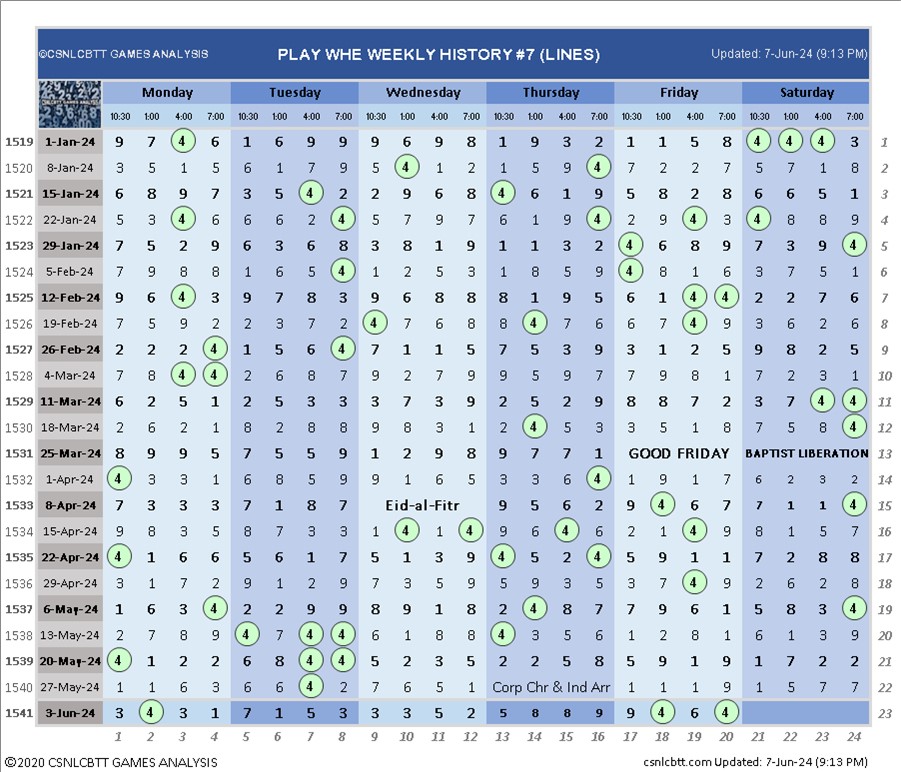 ©CSNLCBTT GAMES ANALYSIS PLAY WHE WEEKLY HISTORY #7 (LINES) Updated: 7-Jun-24 (9:13 PM)
Monday Tuesday Wednesday Thursday Friday Saturday
10:30 1:00 4:00 7:00 10:30 1:00 4:00 7:00 10:30 1:00 4:00 7:00 10:30 1:00 4:00 7:00 10:30 1:00 4:00 7:00 10:30 1:00 4:00 7:00
1519 1-Jan-24 9 7 4 6 1 6 9 9 9 6 9 8 1 9 3 2 1 1 5 8 4 4 4 3 1
1520 8-Jan-24 3 5 1 5 6 1 7 9 5 4 1 2 1 7 2 4 7 2 2 7 5 7 1 8 2
1521 15-Jan-24 6 8 9 7 3 5 4 2 2 9 6 8 4 6 1 9 5 8 2 8 6 6 5 1 3
1522 22-Jan-24 5 3 4 6 6 6 2 4 5 7 9 7 6 1 9 4 2 9 4 3 4 8 8 9 4
1523 29-Jan-24 7 5 2 9 6 3 6 8 3 8 1 9 1 1 3 2 4 6 8 9 7 3 9 4 5
1524 5-Feb-24 7 9 8 8 1 6 5 4 1 2 5 3 1 8 5 9 4 8 1 6 3 7 5 1 6
1525 12-Feb-24 9 6 4 3 9 7 8 3 9 6 8 8 8 1 9 5 6 1 4 4 2 2 7 6 7
1526 19-Feb-24 7 5 9 2 2 3 7 2 4 7 6 8 8 4 7 6 6 7 4 9 3 6 2 6 8
1527 26-Feb-24 2 2 2 4 1 5 6 4 7 1 1 5 7 5 3 9 3 1 2 5 9 8 2 5 9
1528 4-Mar-24 7 8 4 4 2 6 8 7 9 2 7 9 9 5 9 7 7 9 8 1 7 2 3 1 10
1529 11-Mar-24 6 2 5 1 2 5 3 3 3 7 3 9 2 5 2 9 8 8 7 2 3 7 4 4 11
1530 18-Mar-24 2 6 2 1 8 2 8 2 1 8 3 1 2 4 5 3 3 5 1 8 7 5 8 4 12
1531 25-Mar-24 8 9 9 5 7 5 5 9 9 1 2 9 8 9 7 7 1 GOOD FRIDAY BAPTIST LIBERATION 13
1532 1-Apr-24 4 3 3 1 6 8 5 9 9 1 6 5 3 3 6 4 1 9 1 7 6 2 3 2 14
1533 8-Apr-24 7 3 3 3 7 1 8 7 Eid-al-Fitr 9 5 6 2 9 4 6 7 7 1 1 4 15
1534 15-Apr-24 9 8 3 5 8 7 3 3 1 4 1 4 9 6 4 6 2 1 4 9 8 1 5 7 16
1535 22-Apr-24 4 1 6 6 5 6 1 7 5 1 3 9 4 5 2 4 5 9 1 1 7 2 8 8 17
1536 29-Apr-24 3 1 7 2 9 1 2 9 7 3 5 9 5 9 3 5 3 7 4 9 2 6 2 8 18
1537 6-May-24 1 6 3 4 2 2 9 9 8 9 1 8 2 4 8 7 7 9 6 1 5 8 3 4 19
1538 13-May-24 2 7 8 9 4 7 4 4 6 1 8 8 4 3 5 6 1 2 8 1 6 1 3 9 20
1539 20-May-24 4 1 2 2 6 8 4 4 5 2 3 5 2 2 5 8 5 9 1 9 1 7 2 2 21
1540 27-May-24 1 1 6 3 6 6 4 2 7 6 5 1 Corp Chr & Ind Arr 1 1 1 9 1 5 7 7 22
1541 3-Jun-24 3 4 3 1 7 1 5 3 3 3 5 2 5 8 8 9 9 4 6 4 23
1 2 3 4 5 6 7 8 9 10 11 12 13 14 15 16 17 18 19 20 21 22 23 24
©2020 CSNLCBTT GAMES ANALYSIS csnlcbtt.com Updated: 7-Jun-24 (9:13 PM)